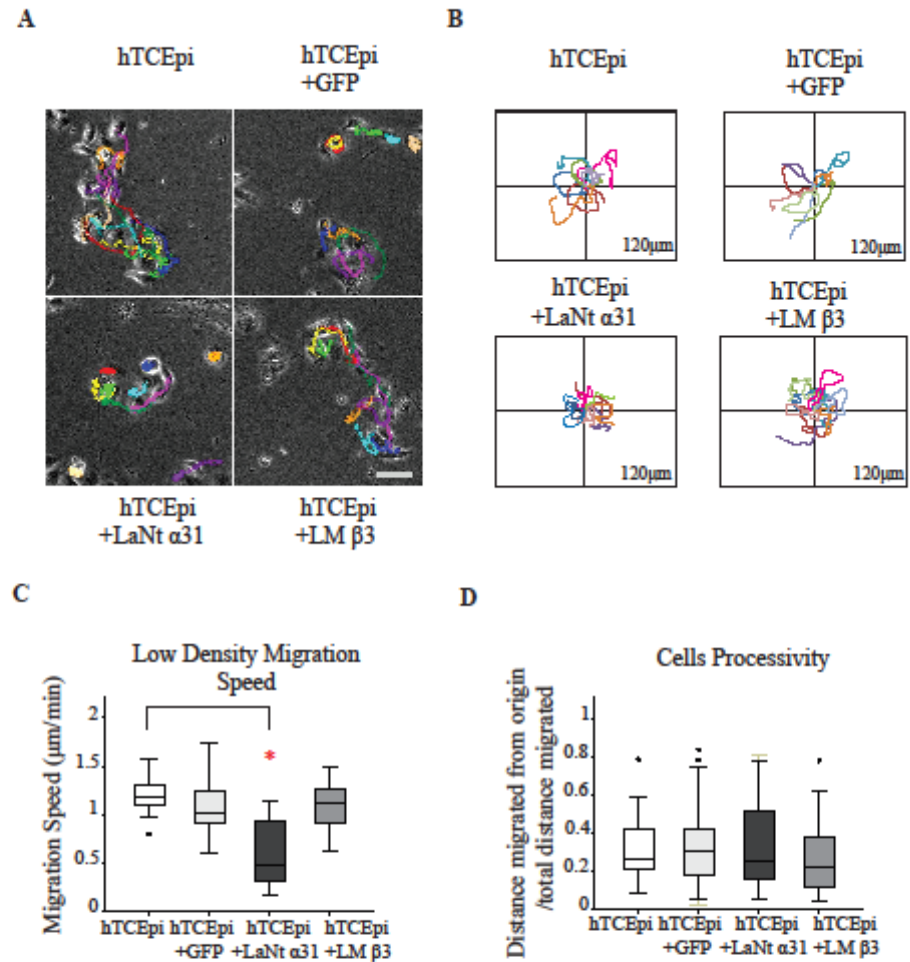 A
hTCEpi
hTCEpi
+GFP
hTCEpi
+LaNt α31
hTCEpi
+LM β3
B
hTCEpi
hTCEpi
+GFP
120μm
120μm
hTCEpi
+LaNt α31
hTCEpi
+LM β3
120μm
120μm
C
Low Density Migration
Speed
Migration Speed (μm/min)
2
1.5
1
0.5
0
*
hTCEpi
hTCEpi
+GFP
hTCEpi
+LaNt α31
hTCEpi
+LM β3
D
Cells Processivity
Distance migrated from origin
/total distance migrated
1
0.8
0.4
0.2
0
hTCEpi
hTCEpi
+GFP
hTCEpi
+LaNt α31
hTCEpi
+LM β3